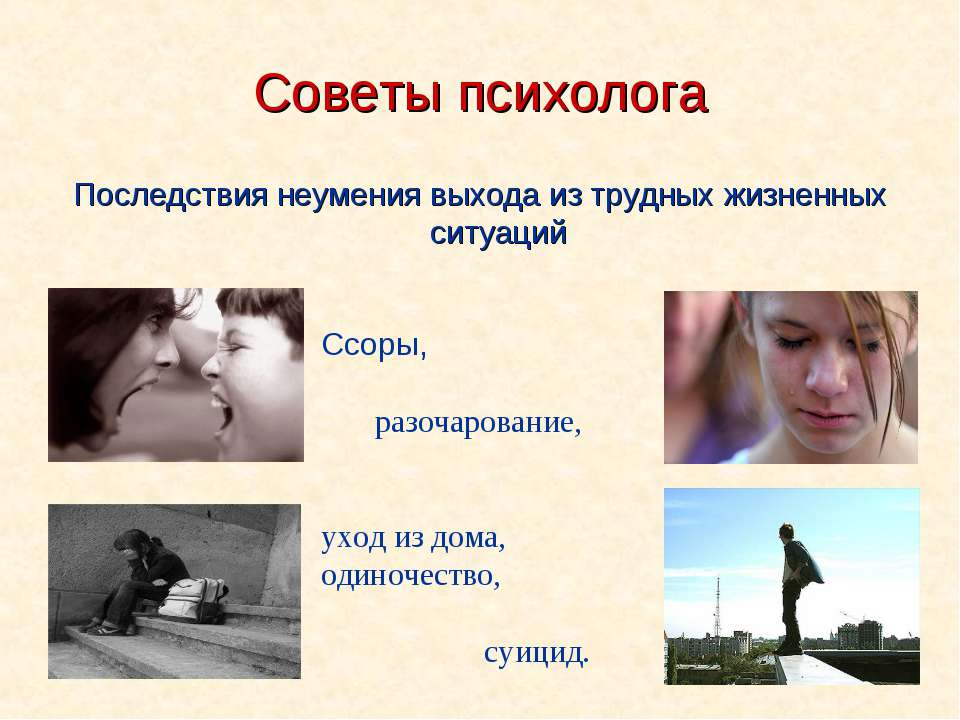 Советы психолога
Последствия неумения выхода из трудных жизненных
ситуаций
Ссоры,
разочарование,
уход из дома,
одиночество,
суицид.